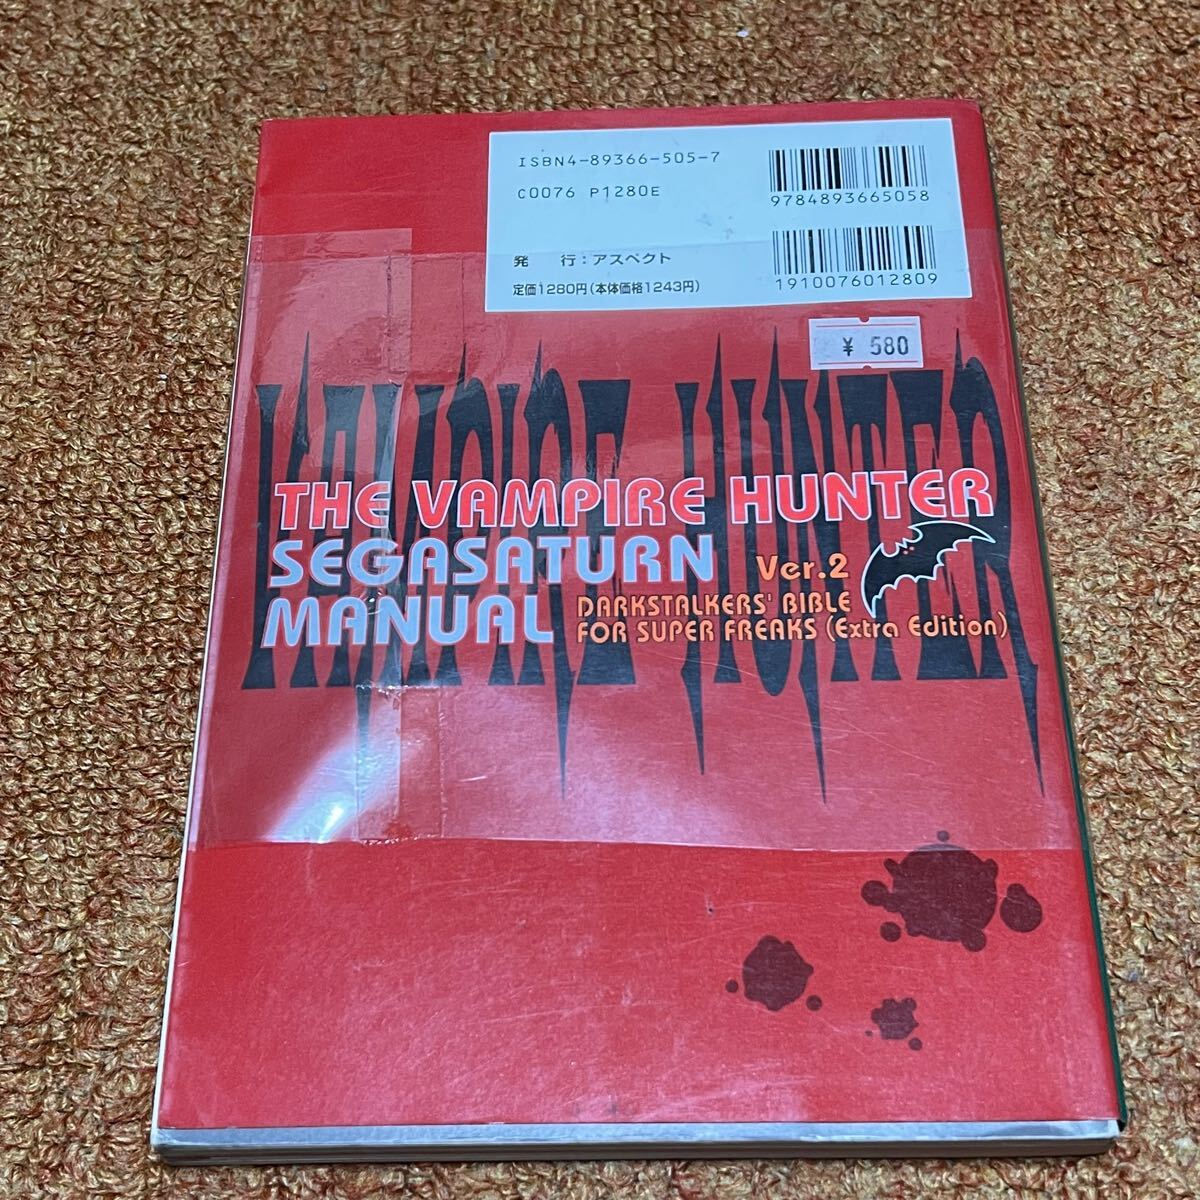 ISBN4-89366-505-7
C0076 P1280E
発 行：アスペクト
定価1280円(本体価格1243円)
9784893665058
1910076012809
¥ 580
VAMPIRE HUNTER
THE VAMPIRE HUNTER
SEGASATURN Ver.2
MANUAL DARKSTALKERS' BIBLE
FOR SUPER FREAKS (Extra Edition)